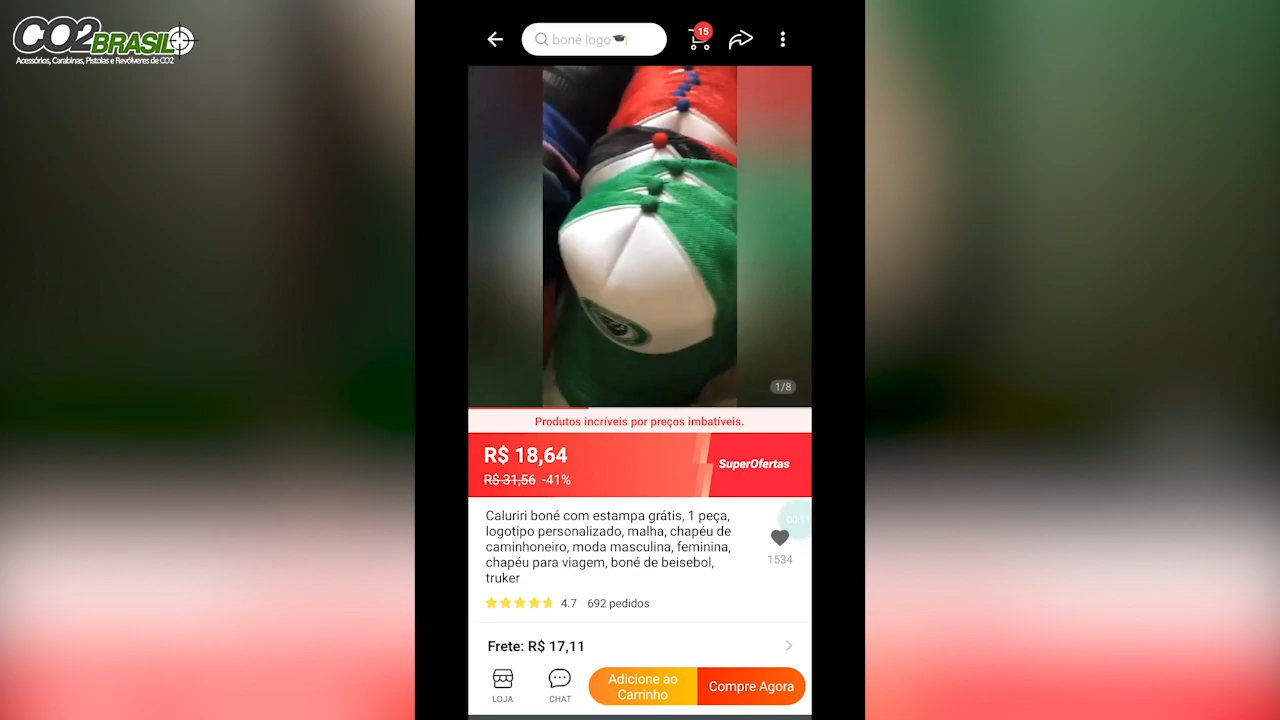 CO2BRASIL
Acessórios, Carabinas, Pistolas e Revólveres de CO2
boné logo
15
1/8
Produtos incríveis por preços imbatíveis.
R$ 18,64
R$ 31,56 -41%
SuperOfertas
Caluriri boné com estampa grátis, 1 peça,
logotipo personalizado, malha, chapéu de
caminhoneiro, moda masculina, feminina,
chapéu para viagem, boné de beisebol,
truker
1534
4.7 692 pedidos
Frete: R$ 17,11
LOJA
CHAT
Adicione ao
Carrinho
Compre Agora